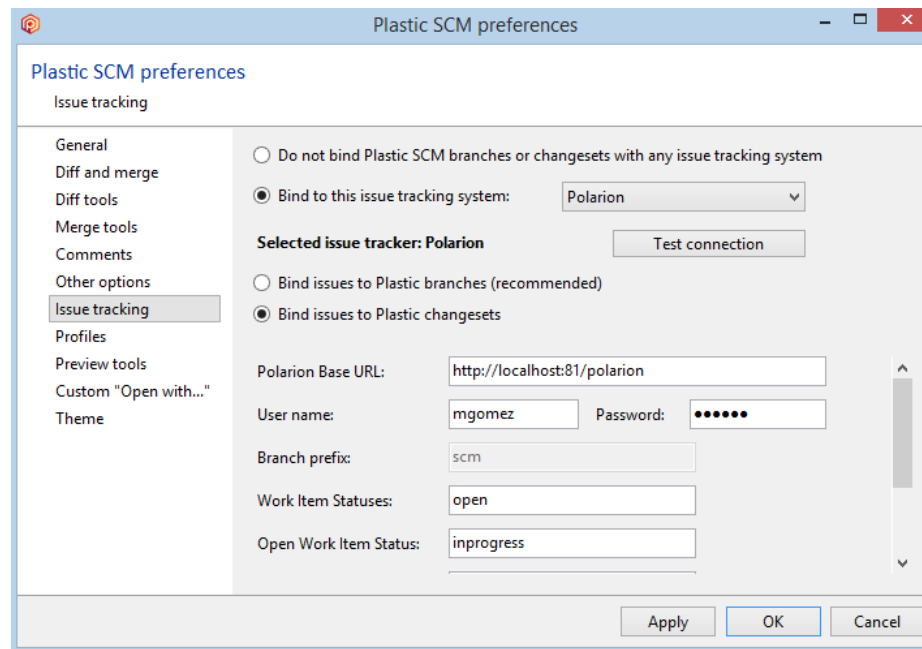 Plastic SCM preferences
Plastic SCM preferences
Issue tracking
General
Diff and merge
Diff tools
Merge tools
Comments
Other options
Issue tracking
Profiles
Preview tools
Custom "Open with..."
Theme
Do not bind Plastic SCM branches or changesets with any issue tracking system
Bind to this issue tracking system: Polarion
Selected issue tracker: Polarion Test connection
Bind issues to Plastic branches (recommended)
Bind issues to Plastic changesets
Polarion Base URL: http://localhost:81/polarion
User name: mgomez Password: ●●●●●●
Branch prefix: scm
Work Item Statuses: open
Open Work Item Status: inprogress
Apply OK Cancel